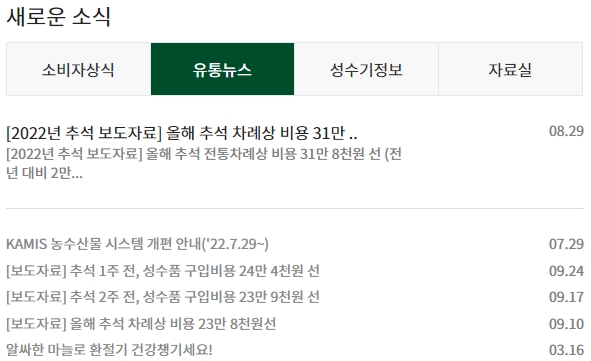 새로운 소식
소비자상식 유통뉴스 성수기정보 자료실
[2022년 추석 보도자료] 올해 추석 차례상 비용 31만 .. 08.29
[2022년 추석 보도자료] 올해 추석 전통차례상 비용 31만 8천원 선 (전
년 대비 2만...
KAMIS 농수산물 시스템 개편 안내('22.7.29~) 07.29
[보도자료] 추석 1주 전, 성수품 구입비용 24만 4천원 선 09.24
[보도자료] 추석 2주 전, 성수품 구입비용 23만 9천원 선 09.17
[보도자료] 올해 추석 차례상 비용 23만 8천원선 09.10
알싸한 마늘로 환절기 건강챙기세요! 03.16